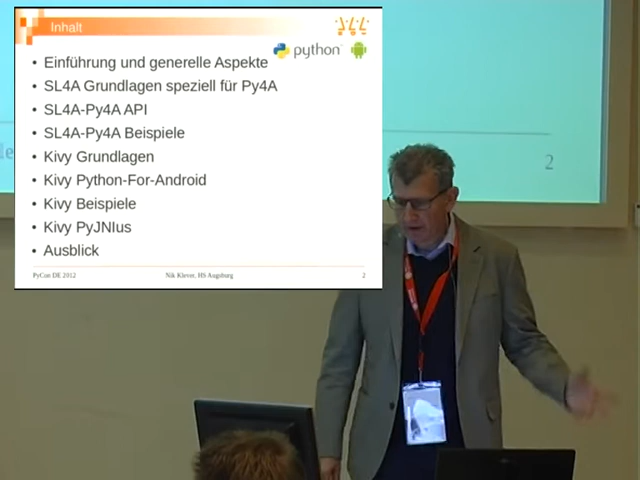 Inhalt
python
Einführung und generelle Aspekte
SL4A Grundlagen speziell für Py4A
SL4A-Py4A API
SL4A-Py4A Beispiele
Kivy Grundlagen
Kivy Python-For-Android
Kivy Beispiele
Kivy PyJNIus
Ausblick
PyCon DE 2012 Nik Klever, HS Augsburg 2
2